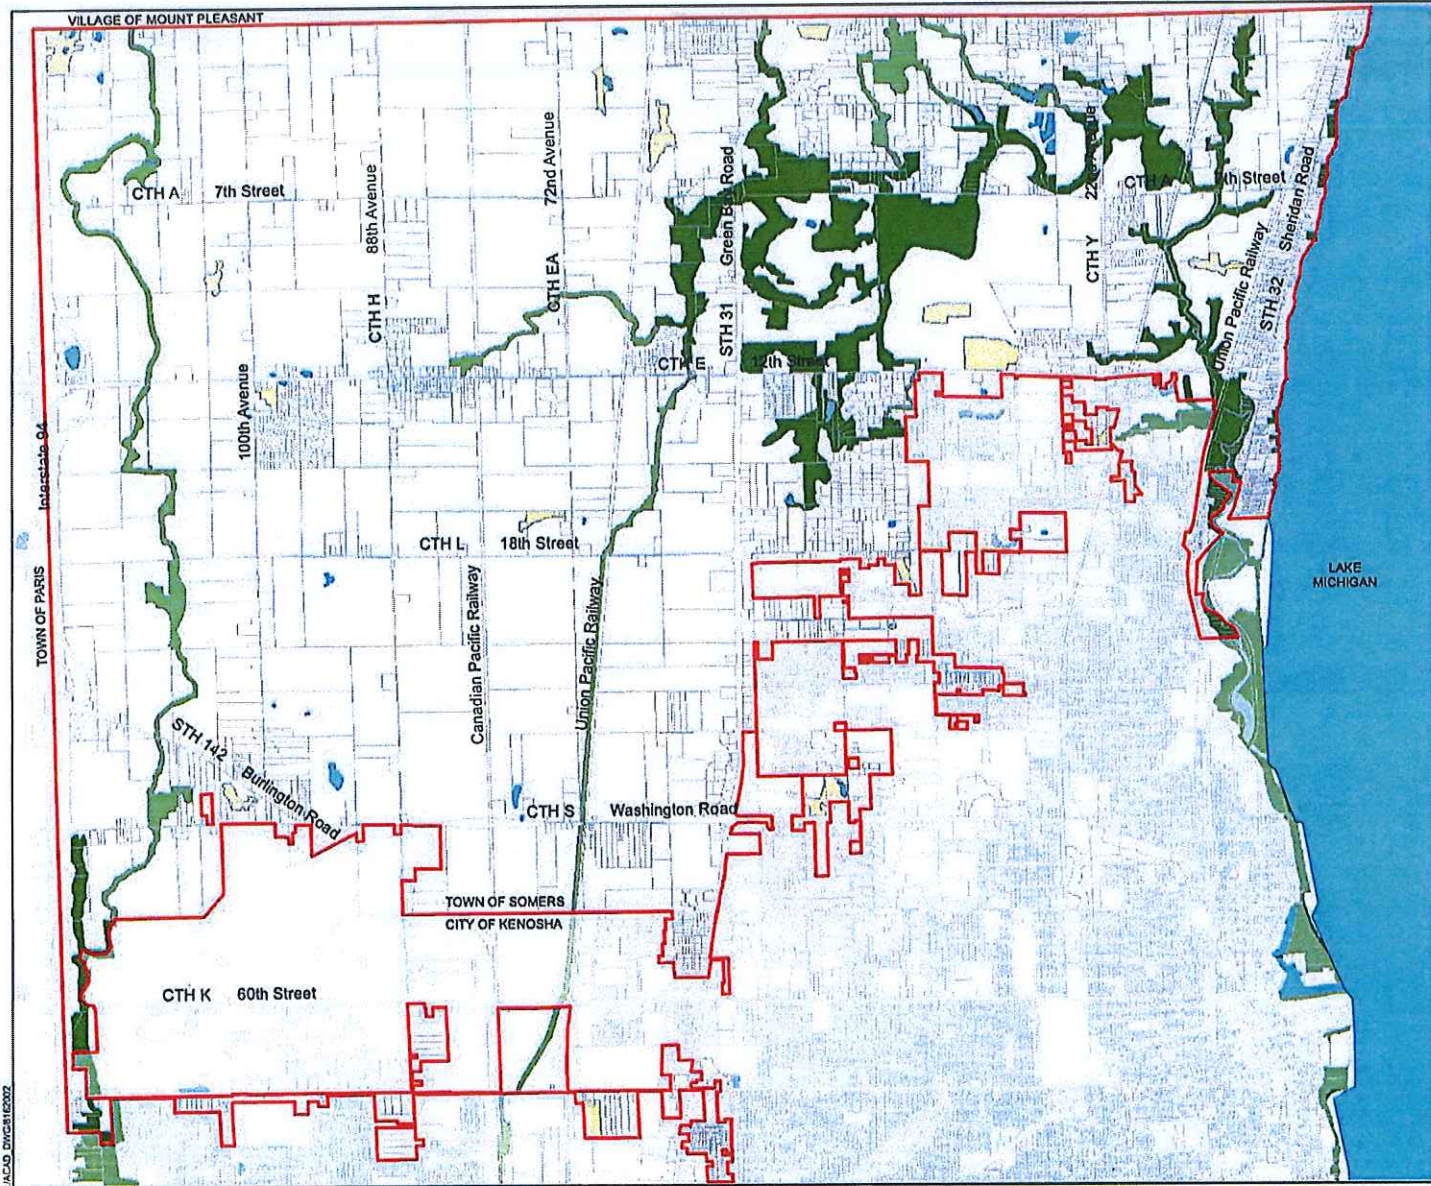 VILLAGE OF MOUNT PLEASANT
CTH A 7th Street
88th Avenue
72nd Avenue
Green Bay Road
CTH A
Street
Sheridan Road
CTH H
CTH EA
STH 31
CTH Y
Union Pacific Railway
STH 32
CTH E 12th Street
100th Avenue
Interstate 94
CTH L 18th Street
TOWN OF PARIS
Canadian Pacific Railway
Union Pacific Railway
LAKE
MICHIGAN
STH 142
Burlington Road
CTH S Washington Road
TOWN OF SOMERS
CITY OF KENOSHA
CTH K 60th Street